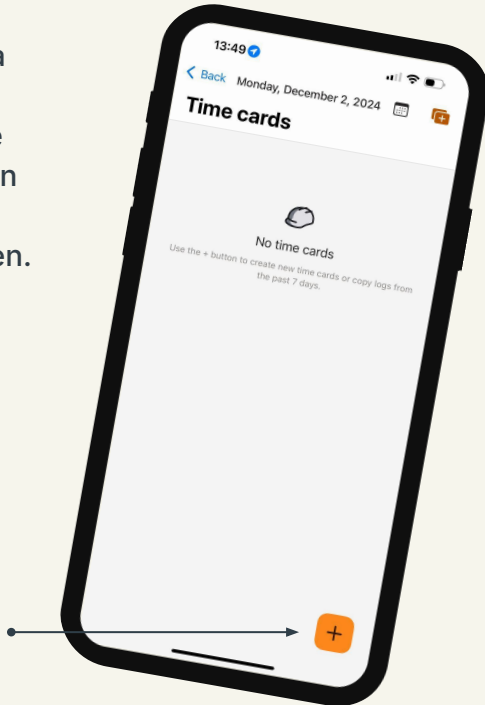 a
e
n
en.
13:49
Back Monday, December 2, 2024
Time cards
No time cards
Use the + button to create new time cards or copy logs from
the past 7 days.
+